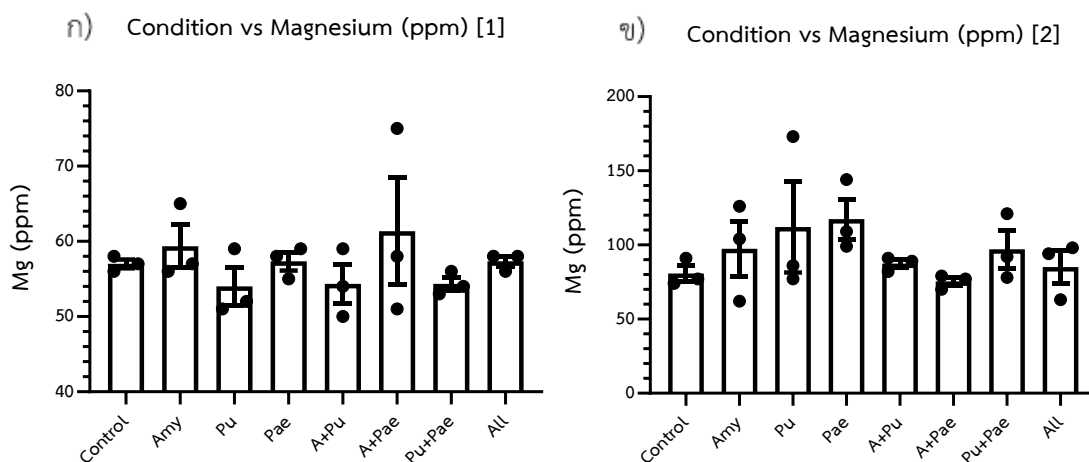 ก) Condition vs Magnesium (ppm) [1]
Mg (ppm)
80
70
60
50
40
Control
Amy
Pu
Pae
A+Pu
A+Pae
Pu+Pae
All
ข) Condition vs Magnesium (ppm) [2]
Mg (ppm)
200
150
100
50
0
Control
Amy
Pu
Pae
A+Pu
A+Pae
Pu+Pae
All